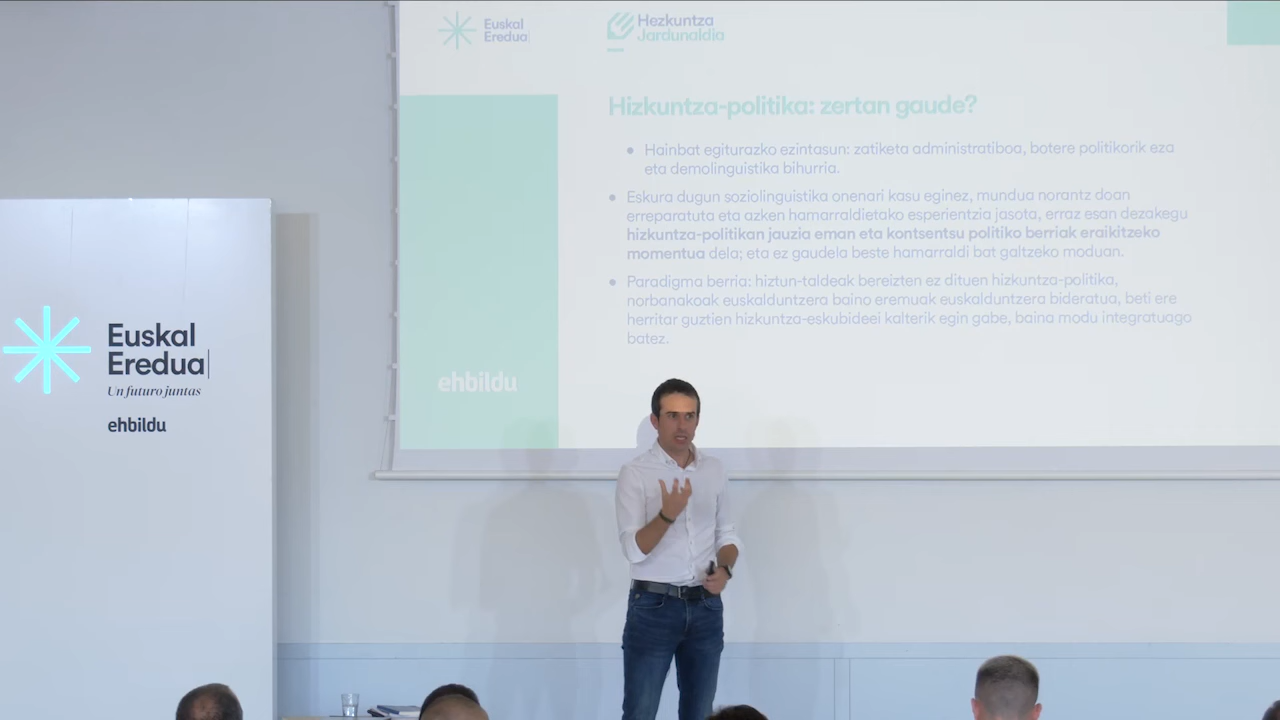 Euskal
Eredua
Hezkuntza
Jardunaldia
Hizkuntza-politika: zertan gaude?
• Hainbat egiturazko ezintasun: zatiketa administratiboa, botere politikorik eza
eta demolinguistika bihurria.
• Eskura dugun soziolinguistika onenari kasu eginez, mundua norantz doan
erreparatuta eta azken hamarraldietako esperientzia jasota, erraz esan dezakegu
hizkuntza-politikan jauzia eman eta kontsentsu politiko berriak eraikitzeko
momentua dela; eta ez gaudela beste hamarraldi bat galtzeko moduan.
• Paradigma berria: hiztun-taldeak bereizten ez dituen hizkuntza-politika,
norbanakoak euskalduntzera baino eremuak euskalduntzera bideratua, beti ere
herritar guztien hizkuntza-eskubideei kalterik egin gabe, baina modu integratuago
batez.
ehbildu
Euskal
Eredua
Un futuro juntas
ehbildu